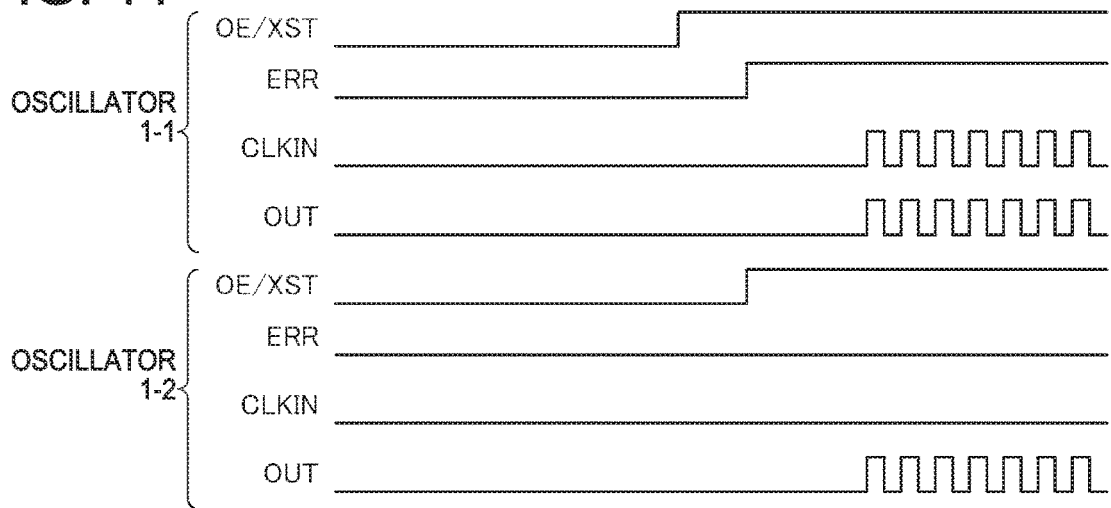 OE/XST
ERR
OSCILLATOR
1-1
CLKIN
OUT
OE/XST
ERR
OSCILLATOR
1-2
CLKIN
OUT